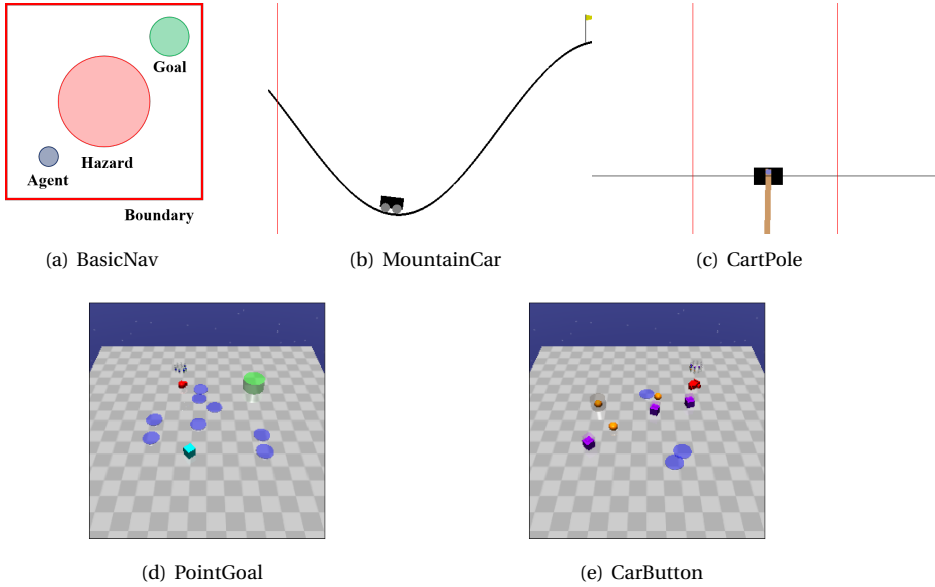 Goal
Hazard
Agent
Boundary
(a) BasicNav
(b) MountainCar
(c) CartPole
(d) PointGoal
(e) CarButton